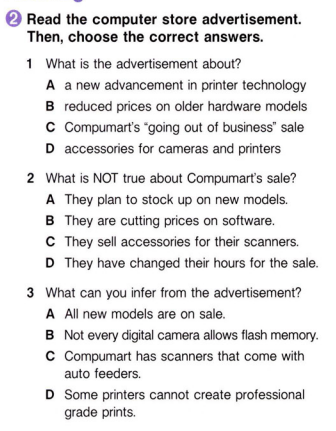 2 Read the computer store advertisement.
Then, choose the correct answers.
1 What is the advertisement about?
A a new advancement in printer technology
B reduced prices on older hardware models
C Compumart's "going out of business" sale
D accessories for cameras and printers
2 What is NOT true about Compumart's sale?
A They plan to stock up on new models.
B They are cutting prices on software.
C They sell accessories for their scanners.
D They have changed their hours for the sale.
3 What can you infer from the advertisement?
A All new models are on sale.
B Not every digital camera allows flash memory.
C Compumart has scanners that come with
auto feeders.
D Some printers cannot create professional
grade prints.